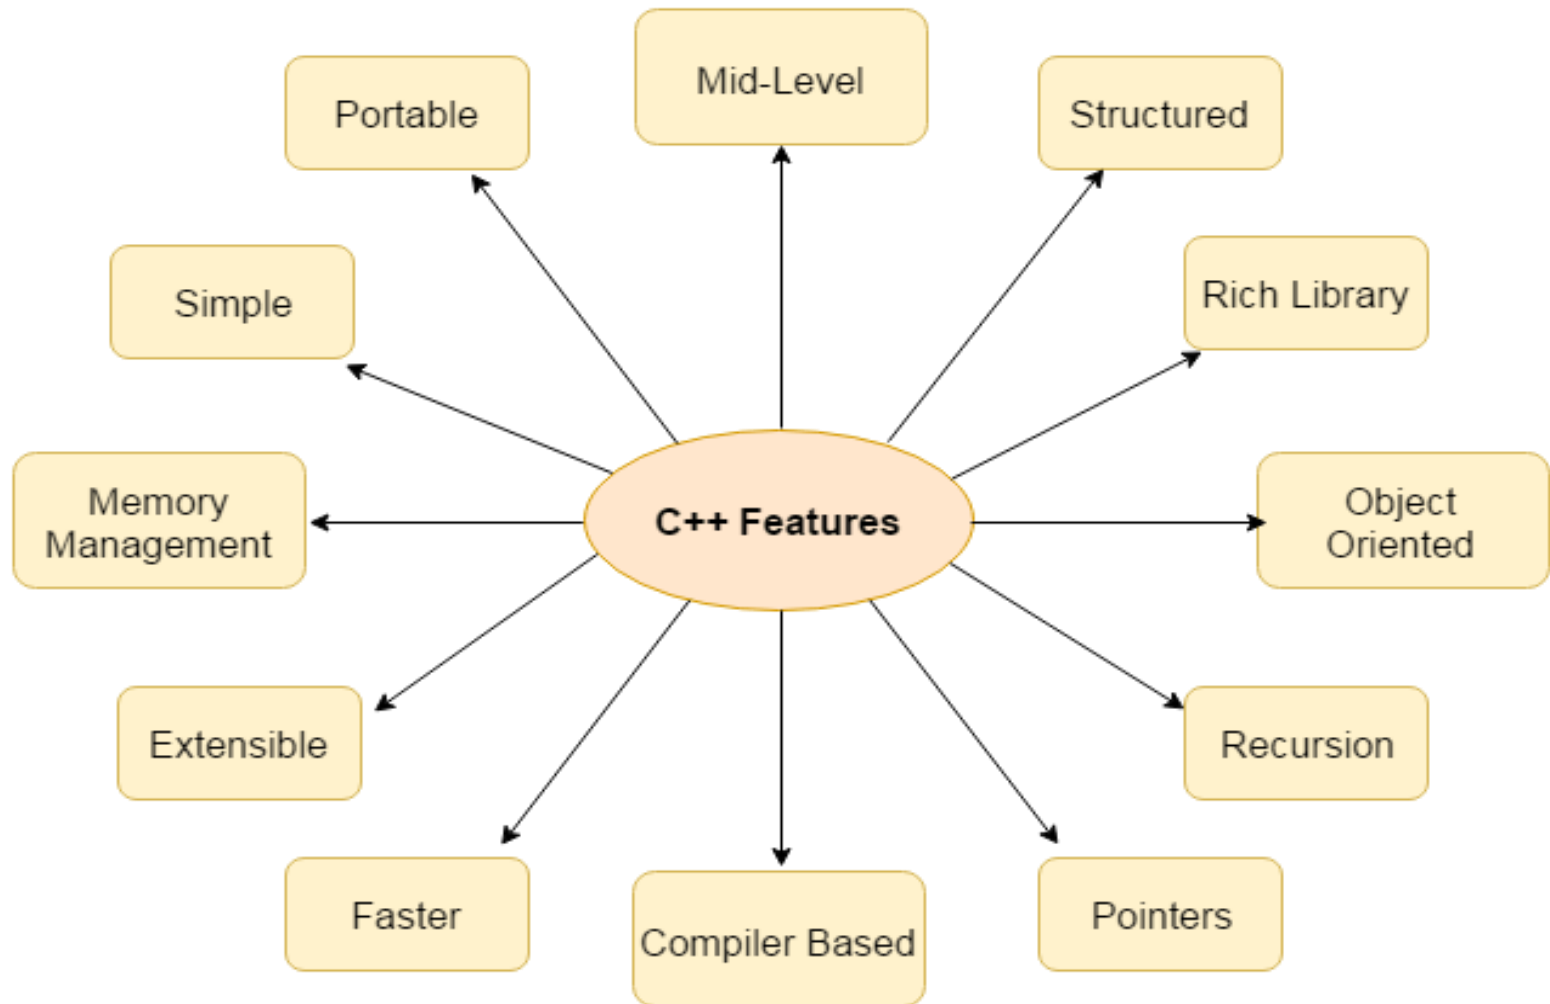 Mid-Level
Portable
Structured
Simple
Rich Library
Memory
Management
C++ Features
Object
Oriented
Extensible
Recursion
Faster
Compiler Based
Pointers